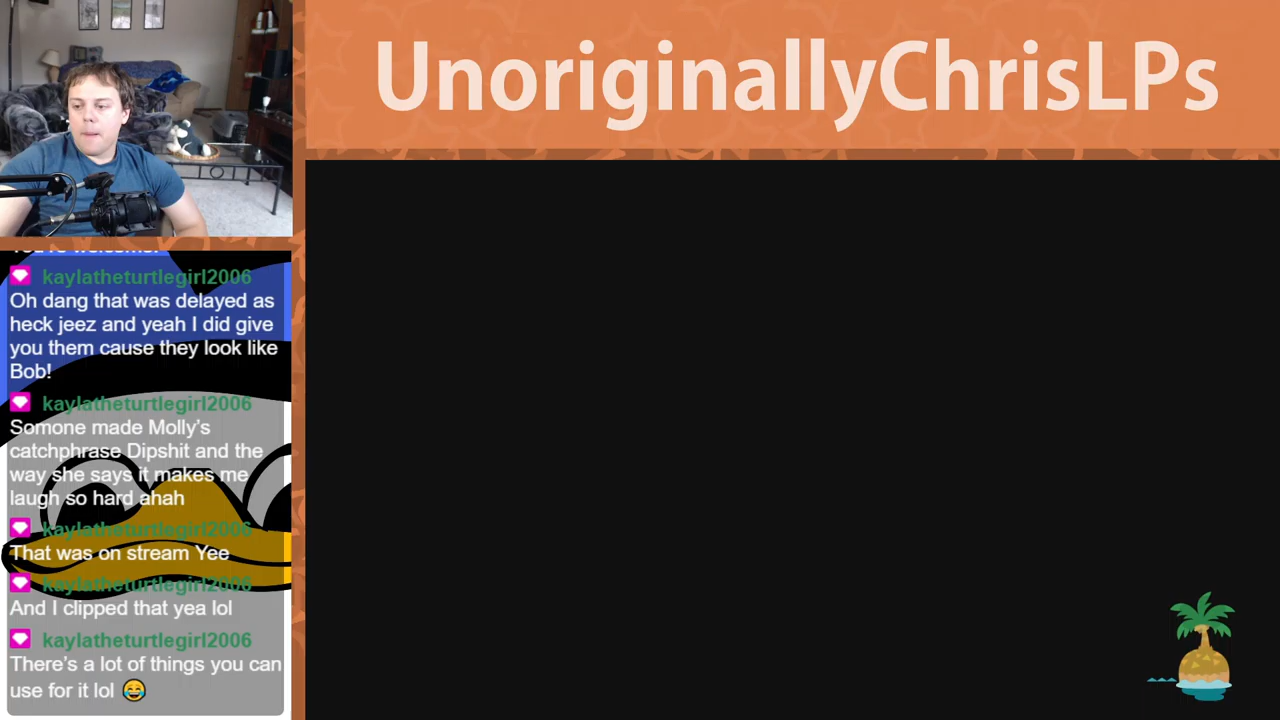 UnoriginallyChrisLPs
kaylatheturtlegirl2006
Oh dang that was delayed as
heck jeez and yeah I did give
you them cause they look like
Bob!
kaylatheturtlegirl2006
Somone made Molly's
catchphrase Dipshit and the
way she says it makes me
laugh so hard ahah
kaylatheturtlegirl2006
That was on stream Yee
kaylatheturtlegirl2006
And I clipped that yea lol
kaylatheturtlegirl2006
There's a lot of things you can
use for it lol 😂